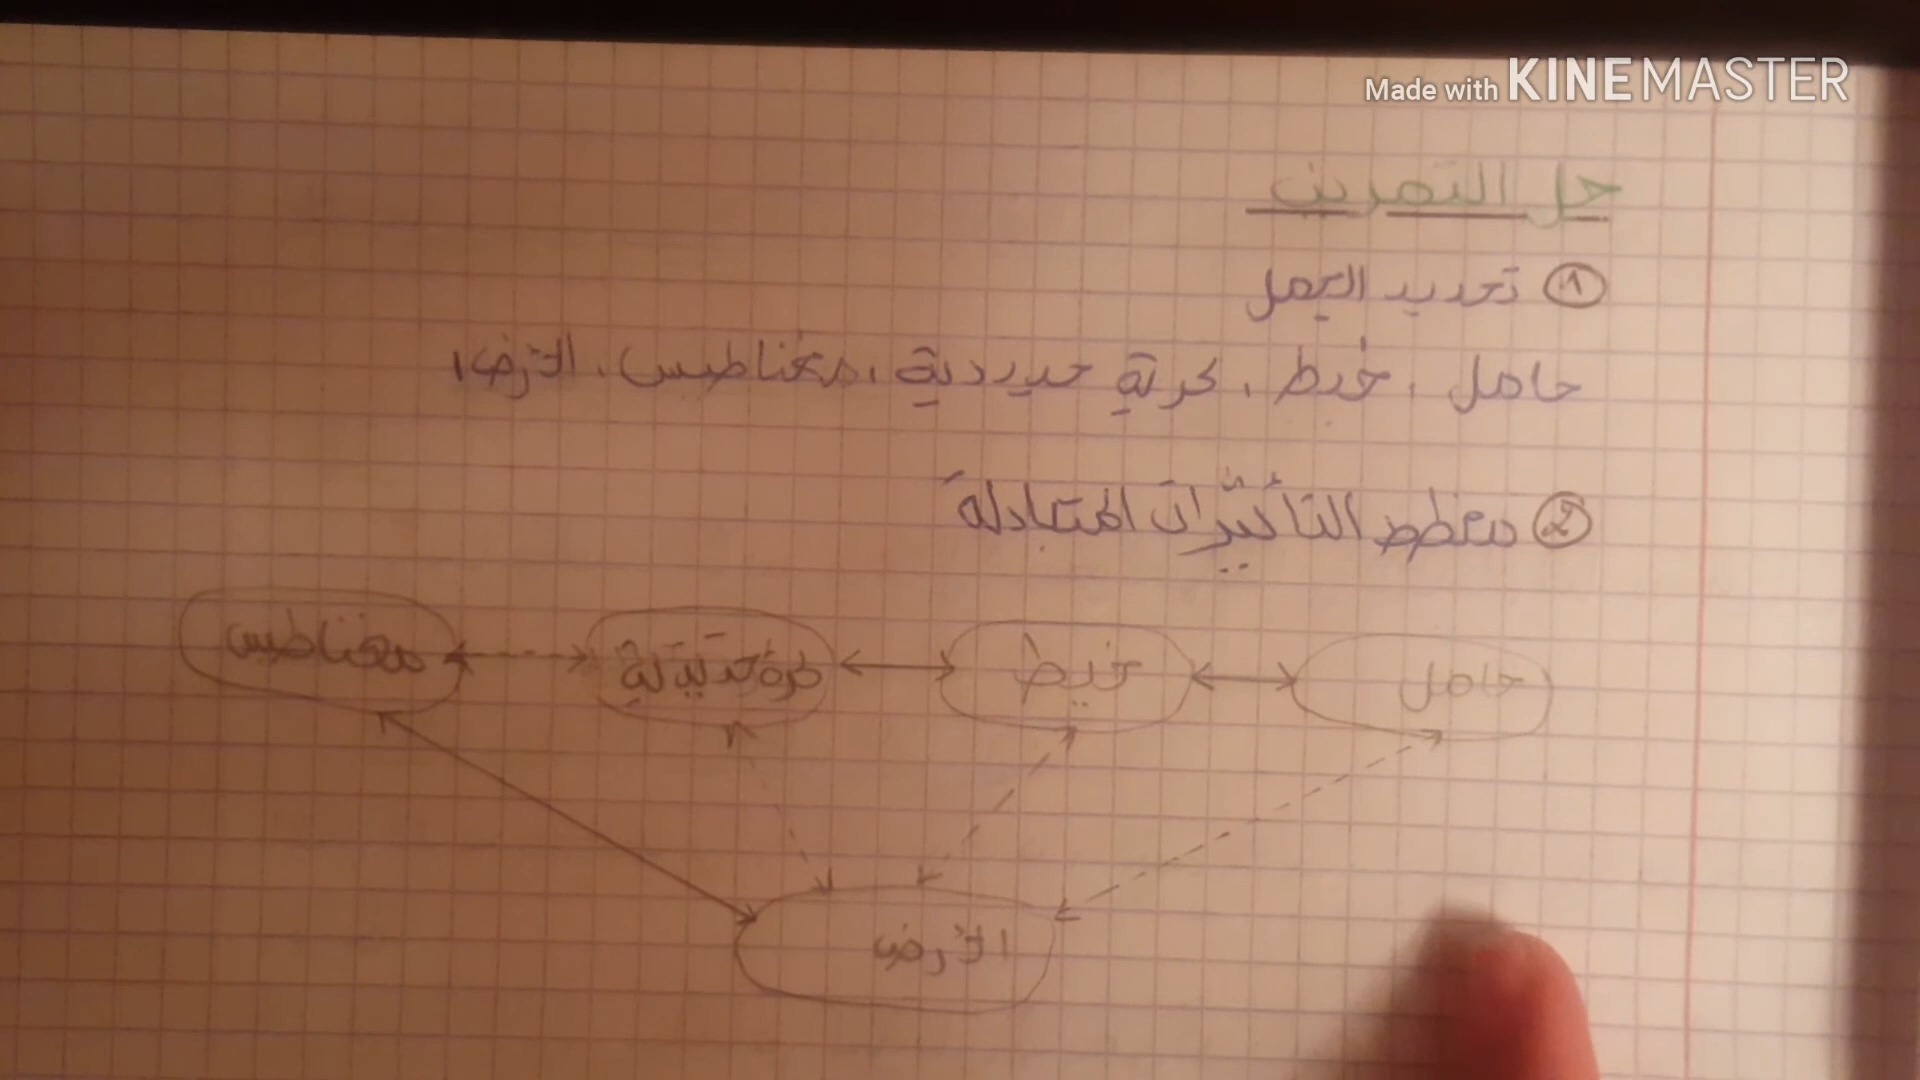 Made with KINEMASTER
حل التمرين
① تحديد الجمل
حامل ، خيط ، كرية حديدية ، مغناطيس ، الأرض ،
② مخطط التأثيرات المتبادلة
حامل خيط كرة حديدية مغناطيس
الأرض